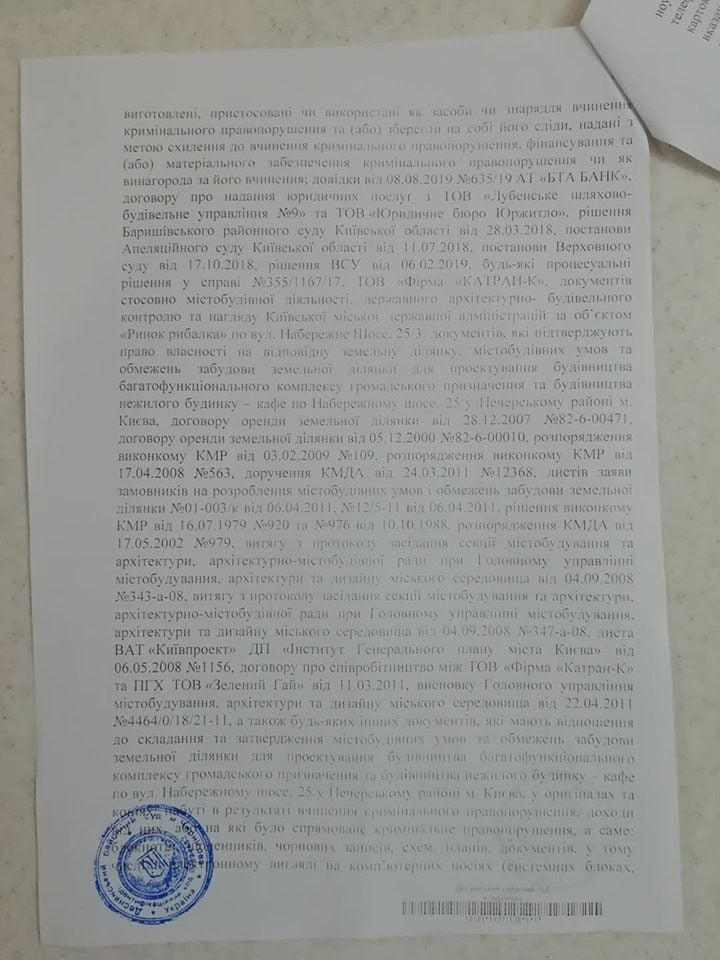 ноу
телеф
карток
вказан
виготовлені, пристосовані чи використані як засоби чи знаряддя вчинення
кримінального правопорушення та (або) зберегли на собі його сліди, надані з
метою схилення до вчинення кримінального правопорушення, фінансування та
(або) матеріального забезпечення кримінального правопорушення чи як
винагорода за його вчинення; довідки від 08.08.2019 №635/19 АТ «БТА БАНК»,
договору про надання юридичних послуг з ТОВ «Лубенське шляхово-
будівельне управління №9» та ТОВ «Юридичне бюро Юржитло», рішення
Баришівського районного суду Київської області від 28.03.2018, постанови
Апеляційного суду Київської області від 11.07.2018, постанови Верховного
суду від 17.10.2018, рішення ВСУ від 06.02.2019, будь-які процесуальні
рішення у справі №355/1167/17, ТОВ «Фірма «КАТРАН-К», документів
стосовно містобудівної діяльності, державного архітектурно- будівельного
контролю та нагляду Київської міської державної адміністрацій за об’єктом
«Ринок рибалка» по вул. Набережне Шосе, 25/3, документів, які підтверджують
право власності на відповідну земельну ділянку, містобудівних умов та
обмежень забудови земельної ділянки для проектування будівництва
багатофункціонального комплексу громадського призначення та будівництва
нежилого будинку – кафе по Набережному шосе, 25 у Печерському районі м.
Києва, договору оренди земельної ділянки від 28.12.2007 №82-6-00471,
договору оренди земельної ділянки від 05.12.2000 №82-6-00010, розпорядження
виконкому КМР від 03.02.2009 №109, розпорядження виконкому КМР від
17.04.2008 №563, доручення КМДА від 24.03.2011 №12368, листів заяви
замовників на розроблення містобудівних умов і обмежень забудови земельної
ділянки №01-003/к від 06.04.2011, №12/5-11 від 06.04.2011, рішення виконкому
КМР від 16.07.1979 №920 та №976 від 10.10.1988, розпорядження КМДА від
17.05.2002 №979, витягу з протоколу засідання секції містобудування та
архітектури, архітектурно-містобудівної ради при Головному управлінні
містобудування, архітектури та дизайну міського середовища від 04.09.2008
№343-а-08, витягу з протоколу засідання секції містобудування та архітектури,
архітектурно-містобудівної ради при Головному управлінні містобудування,
архітектури та дизайну міського середовища від 04.09.2008 №347-а-08, листа
ВАТ «Київпроект» ДП «Інститут Генерального плану міста Києва» від
06.05.2008 №1156, договору про співробітництво між ТОВ «Фірма «Катран-К»
та ПГХ ТОВ «Зелений Гай» від 11.03.2011, висновку Головного управління
містобудування, архітектури та дизайну міського середовища від 22.04.2011
№4464/0/18/21-11, а також будь-яких інших документів, які мають відношення
до складання та затвердження містобудівних умов та обмежень забудови
земельної ділянки для проектування будівництва багатофункціонального
комплексу громадського призначення та будівництва нежилого будинку – кафе
по вул. Набережному шосе, 25 у Печерському районі м. Києва, у оригіналах та
копіях, набуті в результаті вчинення кримінального правопорушення, доходи
від них, або на які було спрямоване кримінальне правопорушення, а саме:
блокнотів, щоденників, чорнових записів, схем, планів, документів, у тому
числі в електронному вигляді на комп’ютерних носіях (системних блоках,
Деснянський районний суд м. Чернігова
Україна